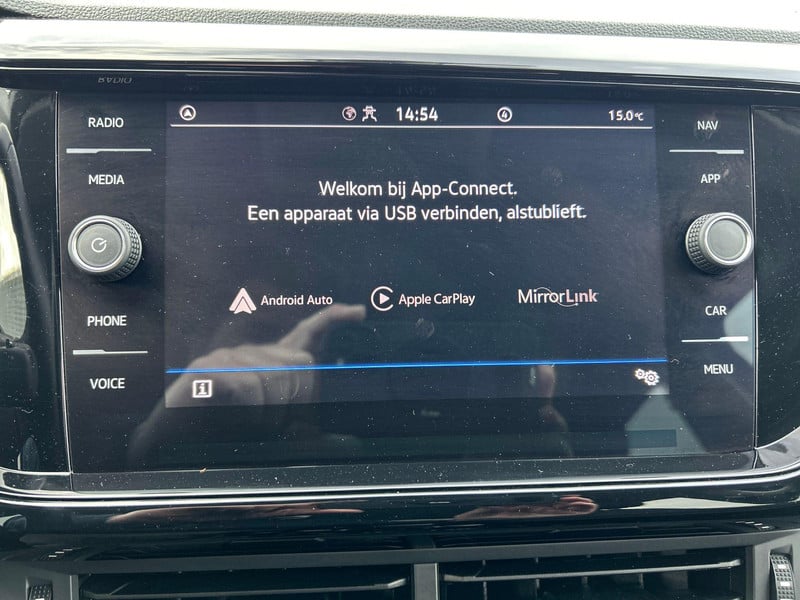 RADIO
MEDIA
PHONE
VOICE
14:54
4
15.0°C
Welkom bij App-Connect.
Een apparaat via USB verbinden, alstublieft.
Android Auto
Apple CarPlay
MirrorLink
i
NAV
APP
CAR
MENU